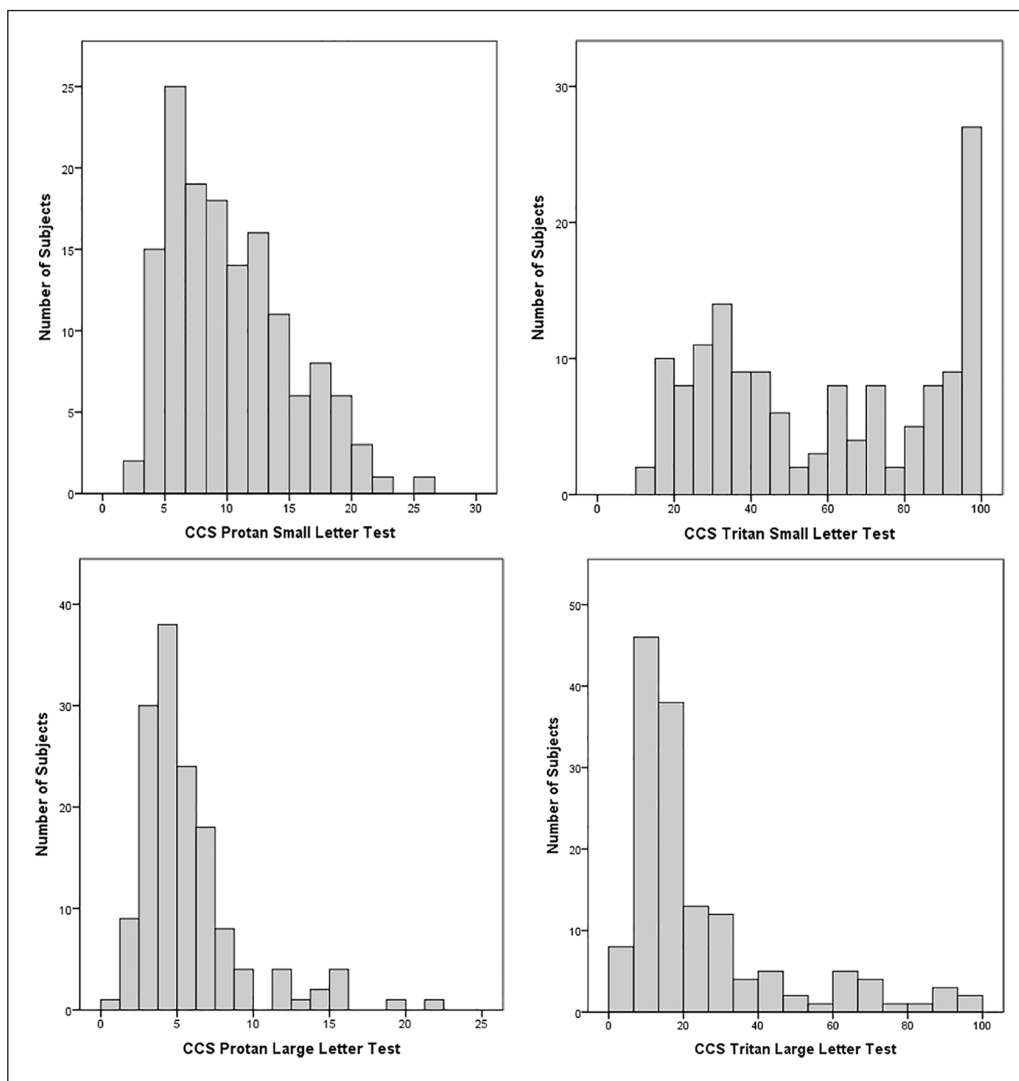 25
20
15
10
5
0
Number of Subjects
0 5 10 15 20 25 30
CCS Protan Small Letter Test
30
20
10
0
Number of Subjects
0 20 40 60 80 100
CCS Tritan Small Letter Test
40
30
20
10
0
Number of Subjects
0 5 10 15 20 25
CCS Protan Large Letter Test
50
40
30
20
10
0
Number of Subjects
0 20 40 60 80 100
CCS Tritan Large Letter Test